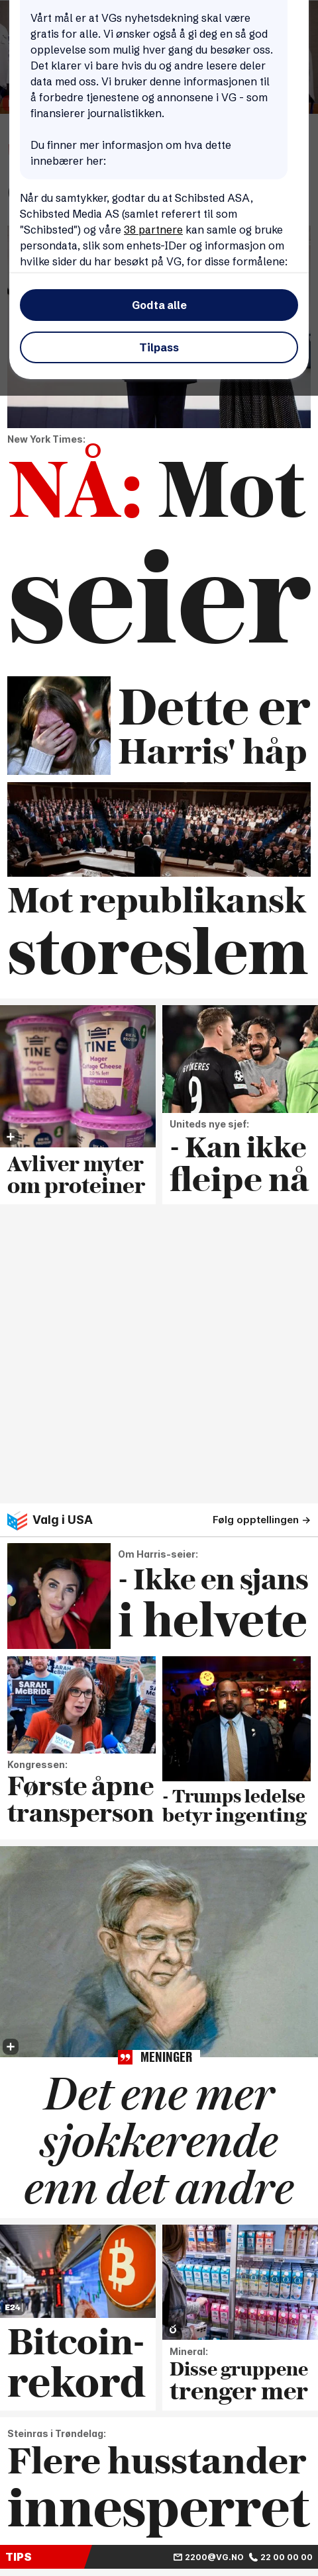 Vårt mål er at VGs nyhetsdekning skal være
gratis for alle. Vi ønsker også å gi deg en så god
opplevelse som mulig hver gang du besøker oss.
Det klarer vi bare hvis du og andre lesere deler
data med oss. Vi bruker denne informasjonen til
å forbedre tjenestene og annonsene i VG - som
finansierer journalistikken.
Du finner mer informasjon om hva dette
innebærer her:
Når du samtykker, godtar du at Schibsted ASA,
Schibsted Media AS (samlet referert til som
"Schibsted") og våre 38 partnere kan samle og bruke
persondata, slik som enhets-IDer og informasjon om
hvilke sider du har besøkt på VG, for disse formålene:
Godta alle
Tilpass
New York Times:
NÅ: Mot
seier
Dette er
Harris' håp
Mot republikansk
storeslem
TINE
Mager
Cottage Cheese
TINE
Mager
Cottage Cheese
Avliver myter
om proteiner
9
Uniteds nye sjef:
- Kan ikke
fleipe nå
Valg i USA
Følg opptellingen →
Om Harris-seier:
- Ikke en sjans
i helvete
SARAH
McBRIDE
SARAH
McBRIDE
Kongressen:
Første åpne
transperson
- Trumps ledelse
betyr ingenting
MENINGER
Det ene mer
sjokkerende
enn det andre
E24
Bitcoin-
rekord
Mineral:
Disse gruppene
trenger mer
Steinras i Trøndelag:
Flere husstander
innesperret
TIPS
2200@VG.NO
22 00 00 00